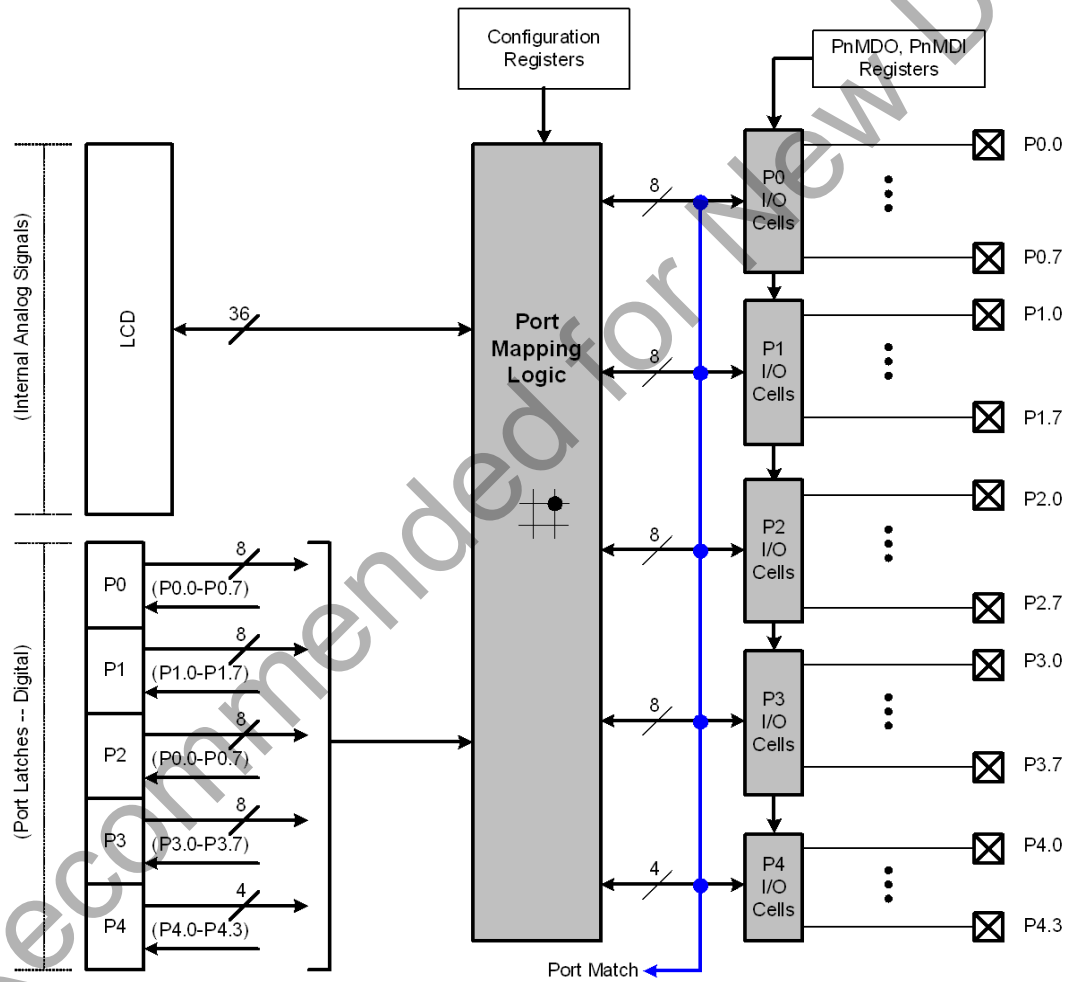 Configuration
Registers
PnMDO, PnMDI
Registers
(Internal Analog Signals)
LCD
36
Port
Mapping
Logic
8
P0
I/O
Cells
P0.0
P0.7
8
P1
I/O
Cells
P1.0
P1.7
8
P2
I/O
Cells
P2.0
P2.7
8
P3
I/O
Cells
P3.0
P3.7
4
P4
I/O
Cells
P4.0
P4.3
(Port Latches -- Digital)
P0
8
(P0.0-P0.7)
P1
8
(P1.0-P1.7)
P2
8
(P0.0-P0.7)
P3
8
(P3.0-P3.7)
P4
4
(P4.0-P4.3)
Port Match
ecommended for New D